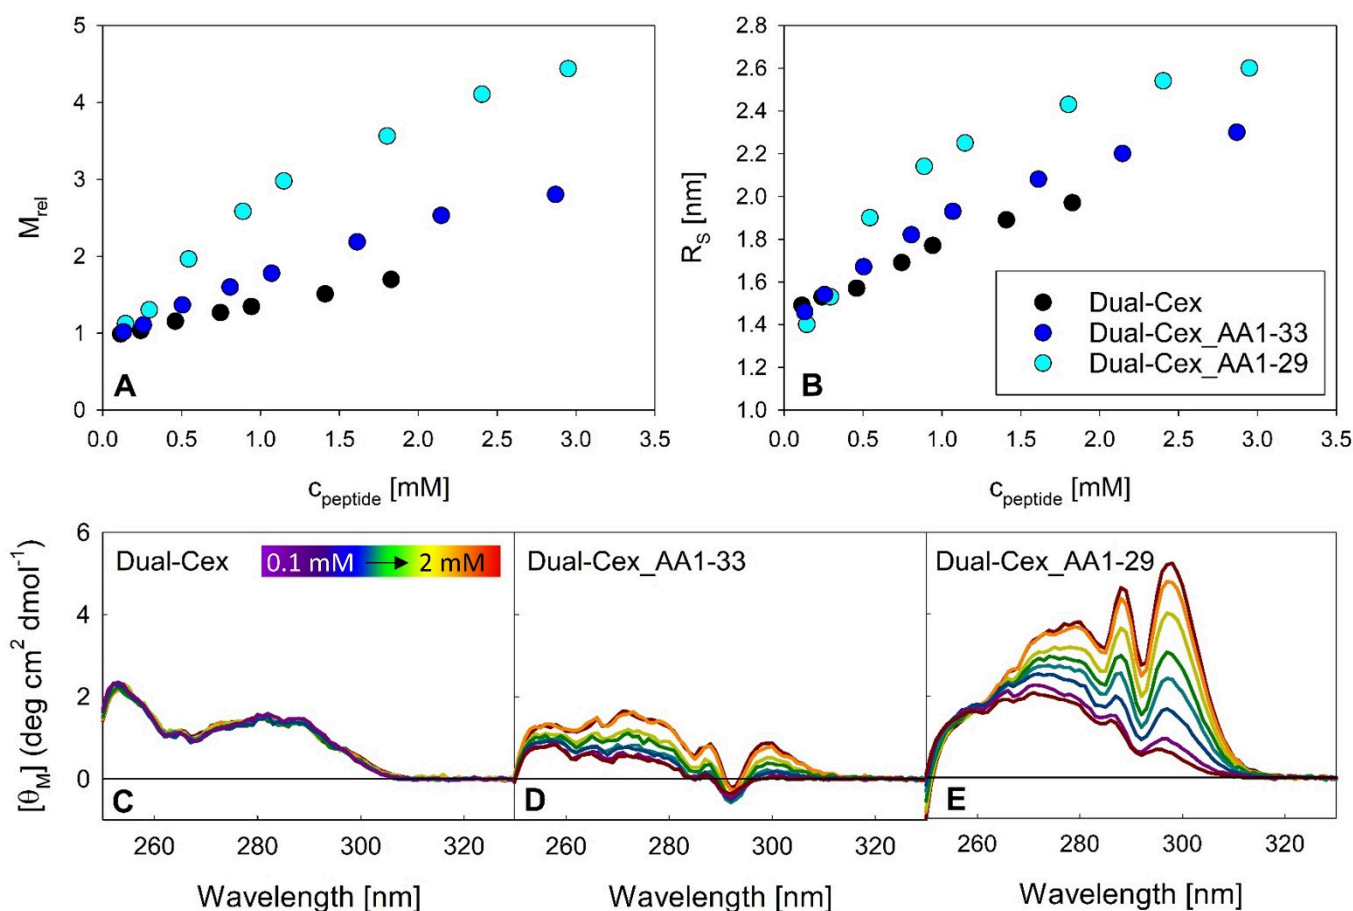 5
4
3
2
1
0
M_rel
A
0.0 0.5 1.0 1.5 2.0 2.5 3.0 3.5
c_peptide [mM]
2.8
2.6
2.4
2.2
2.0
1.8
1.6
1.4
1.2
1.0
R_S [nm]
B
Dual-Cex
Dual-Cex_AA1-33
Dual-Cex_AA1-29
0.0 0.5 1.0 1.5 2.0 2.5 3.0 3.5
c_peptide [mM]
6
4
2
0
[θ_M] (deg cm² dmol⁻¹)
Dual-Cex
0.1 mM → 2 mM
C
260 280 300 320
Wavelength [nm]
Dual-Cex_AA1-33
D
260 280 300 320
Wavelength [nm]
Dual-Cex_AA1-29
E
260 280 300 320
Wavelength [nm]